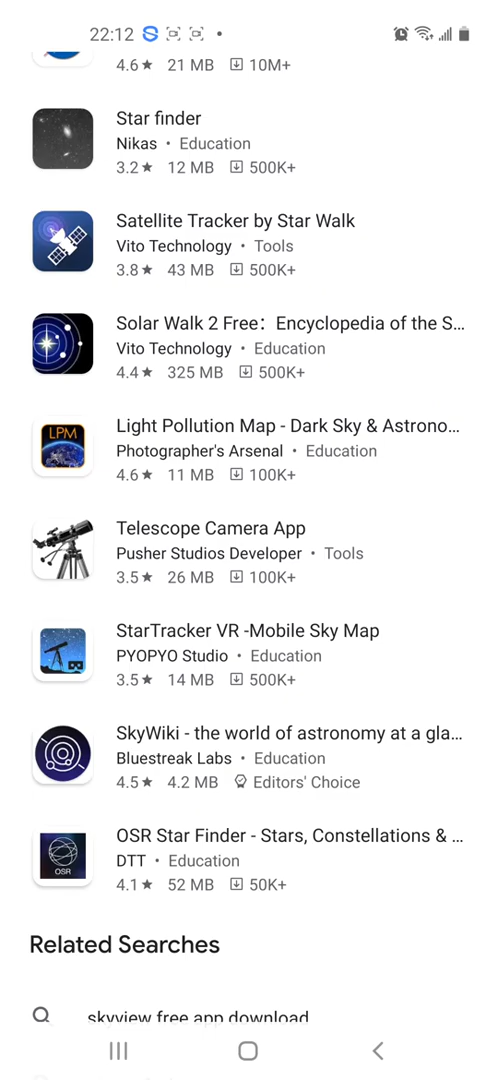 22:12
4.6★ 21 MB 10M+
Star finder
Nikas • Education
3.2★ 12 MB 500K+
Satellite Tracker by Star Walk
Vito Technology • Tools
3.8★ 43 MB 500K+
Solar Walk 2 Free： Encyclopedia of the S...
Vito Technology • Education
4.4★ 325 MB 500K+
LPM
Light Pollution Map - Dark Sky & Astrono...
Photographer's Arsenal • Education
4.6★ 11 MB 100K+
Telescope Camera App
Pusher Studios Developer • Tools
3.5★ 26 MB 100K+
StarTracker VR -Mobile Sky Map
PYOPYO Studio • Education
3.5★ 14 MB 500K+
SkyWiki - the world of astronomy at a gla...
Bluestreak Labs • Education
4.5★ 4.2 MB Editors' Choice
OSR
OSR Star Finder - Stars, Constellations & ...
DTT • Education
4.1★ 52 MB 50K+
Related Searches
skyview free app download